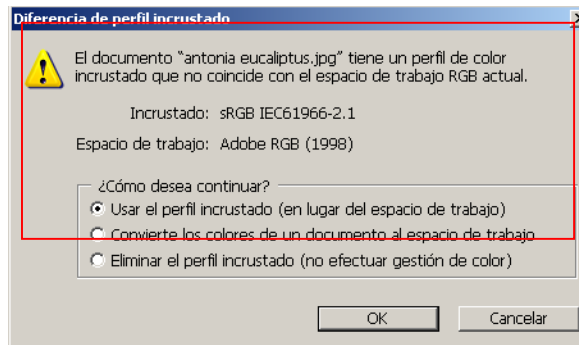 Diferencia de perfil incrustado
El documento "antonia eucaliptus.jpg" tiene un perfil de color
incrustado que no coincide con el espacio de trabajo RGB actual.
Incrustado: sRGB IEC61966-2.1
Espacio de trabajo: Adobe RGB (1998)
¿Cómo desea continuar?
Usar el perfil incrustado (en lugar del espacio de trabajo)
Convierte los colores de un documento al espacio de trabajo
Eliminar el perfil incrustado (no efectuar gestión de color)
OK Cancelar